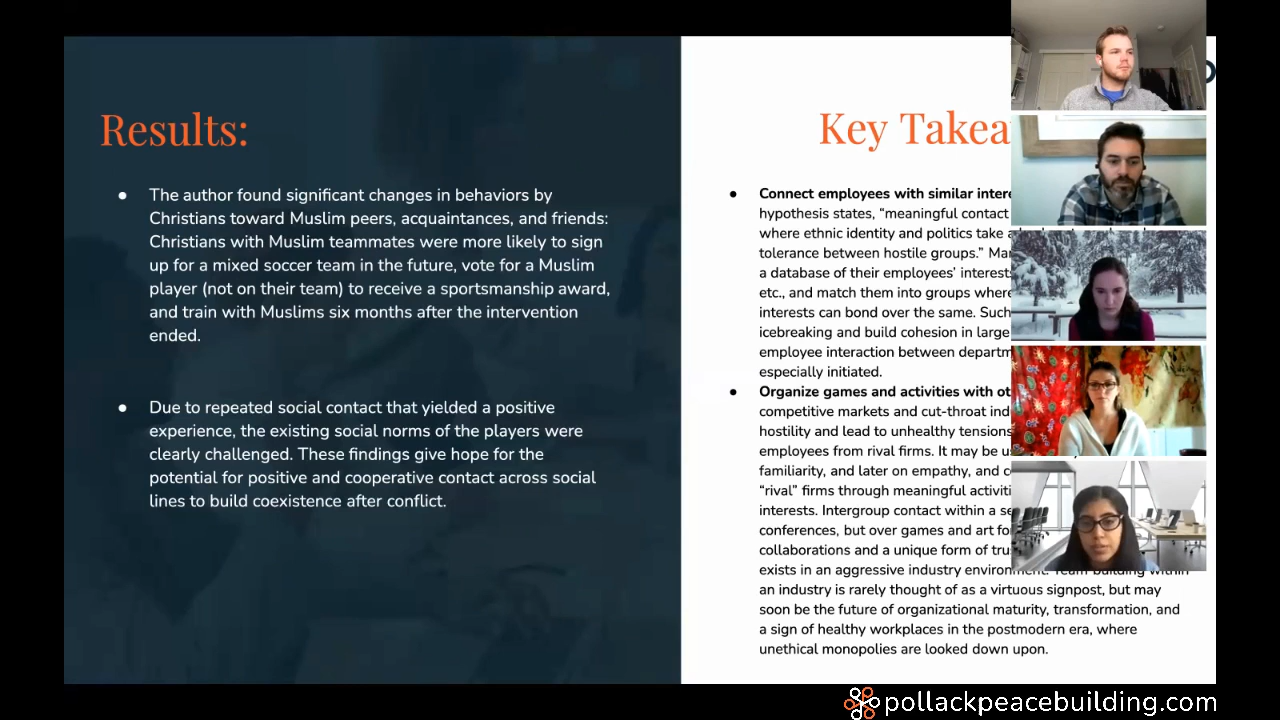 Results:
The author found significant changes in behaviors by
Christians toward Muslim peers, acquaintances, and friends:
Christians with Muslim teammates were more likely to sign
up for a mixed soccer team in the future, vote for a Muslim
player (not on their team) to receive a sportsmanship award,
and train with Muslims six months after the intervention
ended.
Due to repeated social contact that yielded a positive
experience, the existing social norms of the players were
clearly challenged. These findings give hope for the
potential for positive and cooperative contact across social
lines to build coexistence after conflict.
Key
Connect employees with similar
hypothesis states, “meaningful contact
where ethnic identity and politics take
tolerance between hostile groups.”
a database of their employees’ interests
etc., and match them into groups where
interests can bond over the same. Such
icebreaking and build cohesion in large
employee interaction between
especially initiated.
Organize games and activities with
competitive markets and cut-throat
hostility and lead to unhealthy tensions
employees from rival firms. It may be
familiarity, and later on empathy, and
“rival” firms through meaningful
interests. Intergroup contact within a
conferences, but over games and art
collaborations and a unique form of
exists in an aggressive industry environment. Team-building within
an industry is rarely thought of as a virtuous signpost, but may
soon be the future of organizational maturity, transformation, and
a sign of healthy workplaces in the postmodern era, where
unethical monopolies are looked down upon.
pollackpeacebuilding.com